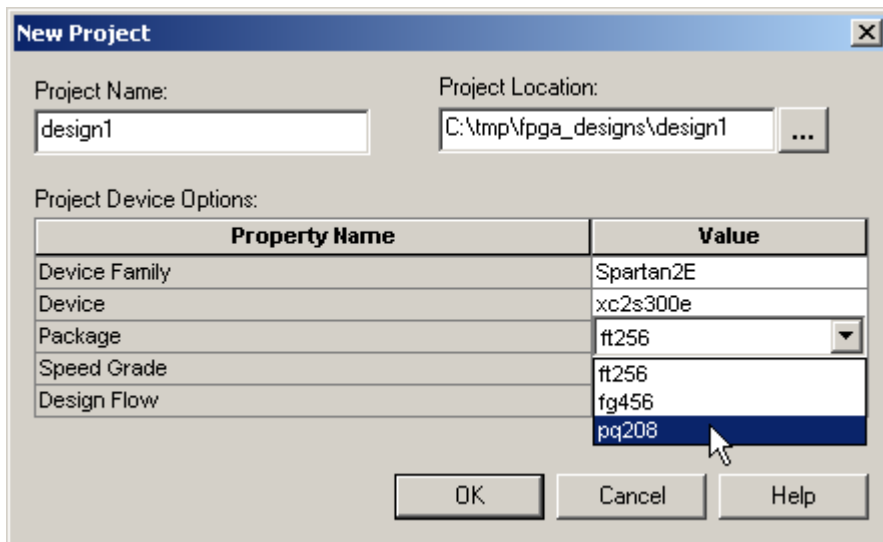 New Project
Project Name:
Project Location:
design1
C:\tmp\fpga_designs\design1
...
Project Device Options:
Property Name Value
Device Family Spartan2E
Device xc2s300e
Package ft256
Speed Grade ft256
fg456
Design Flow
pq208
OK Cancel Help